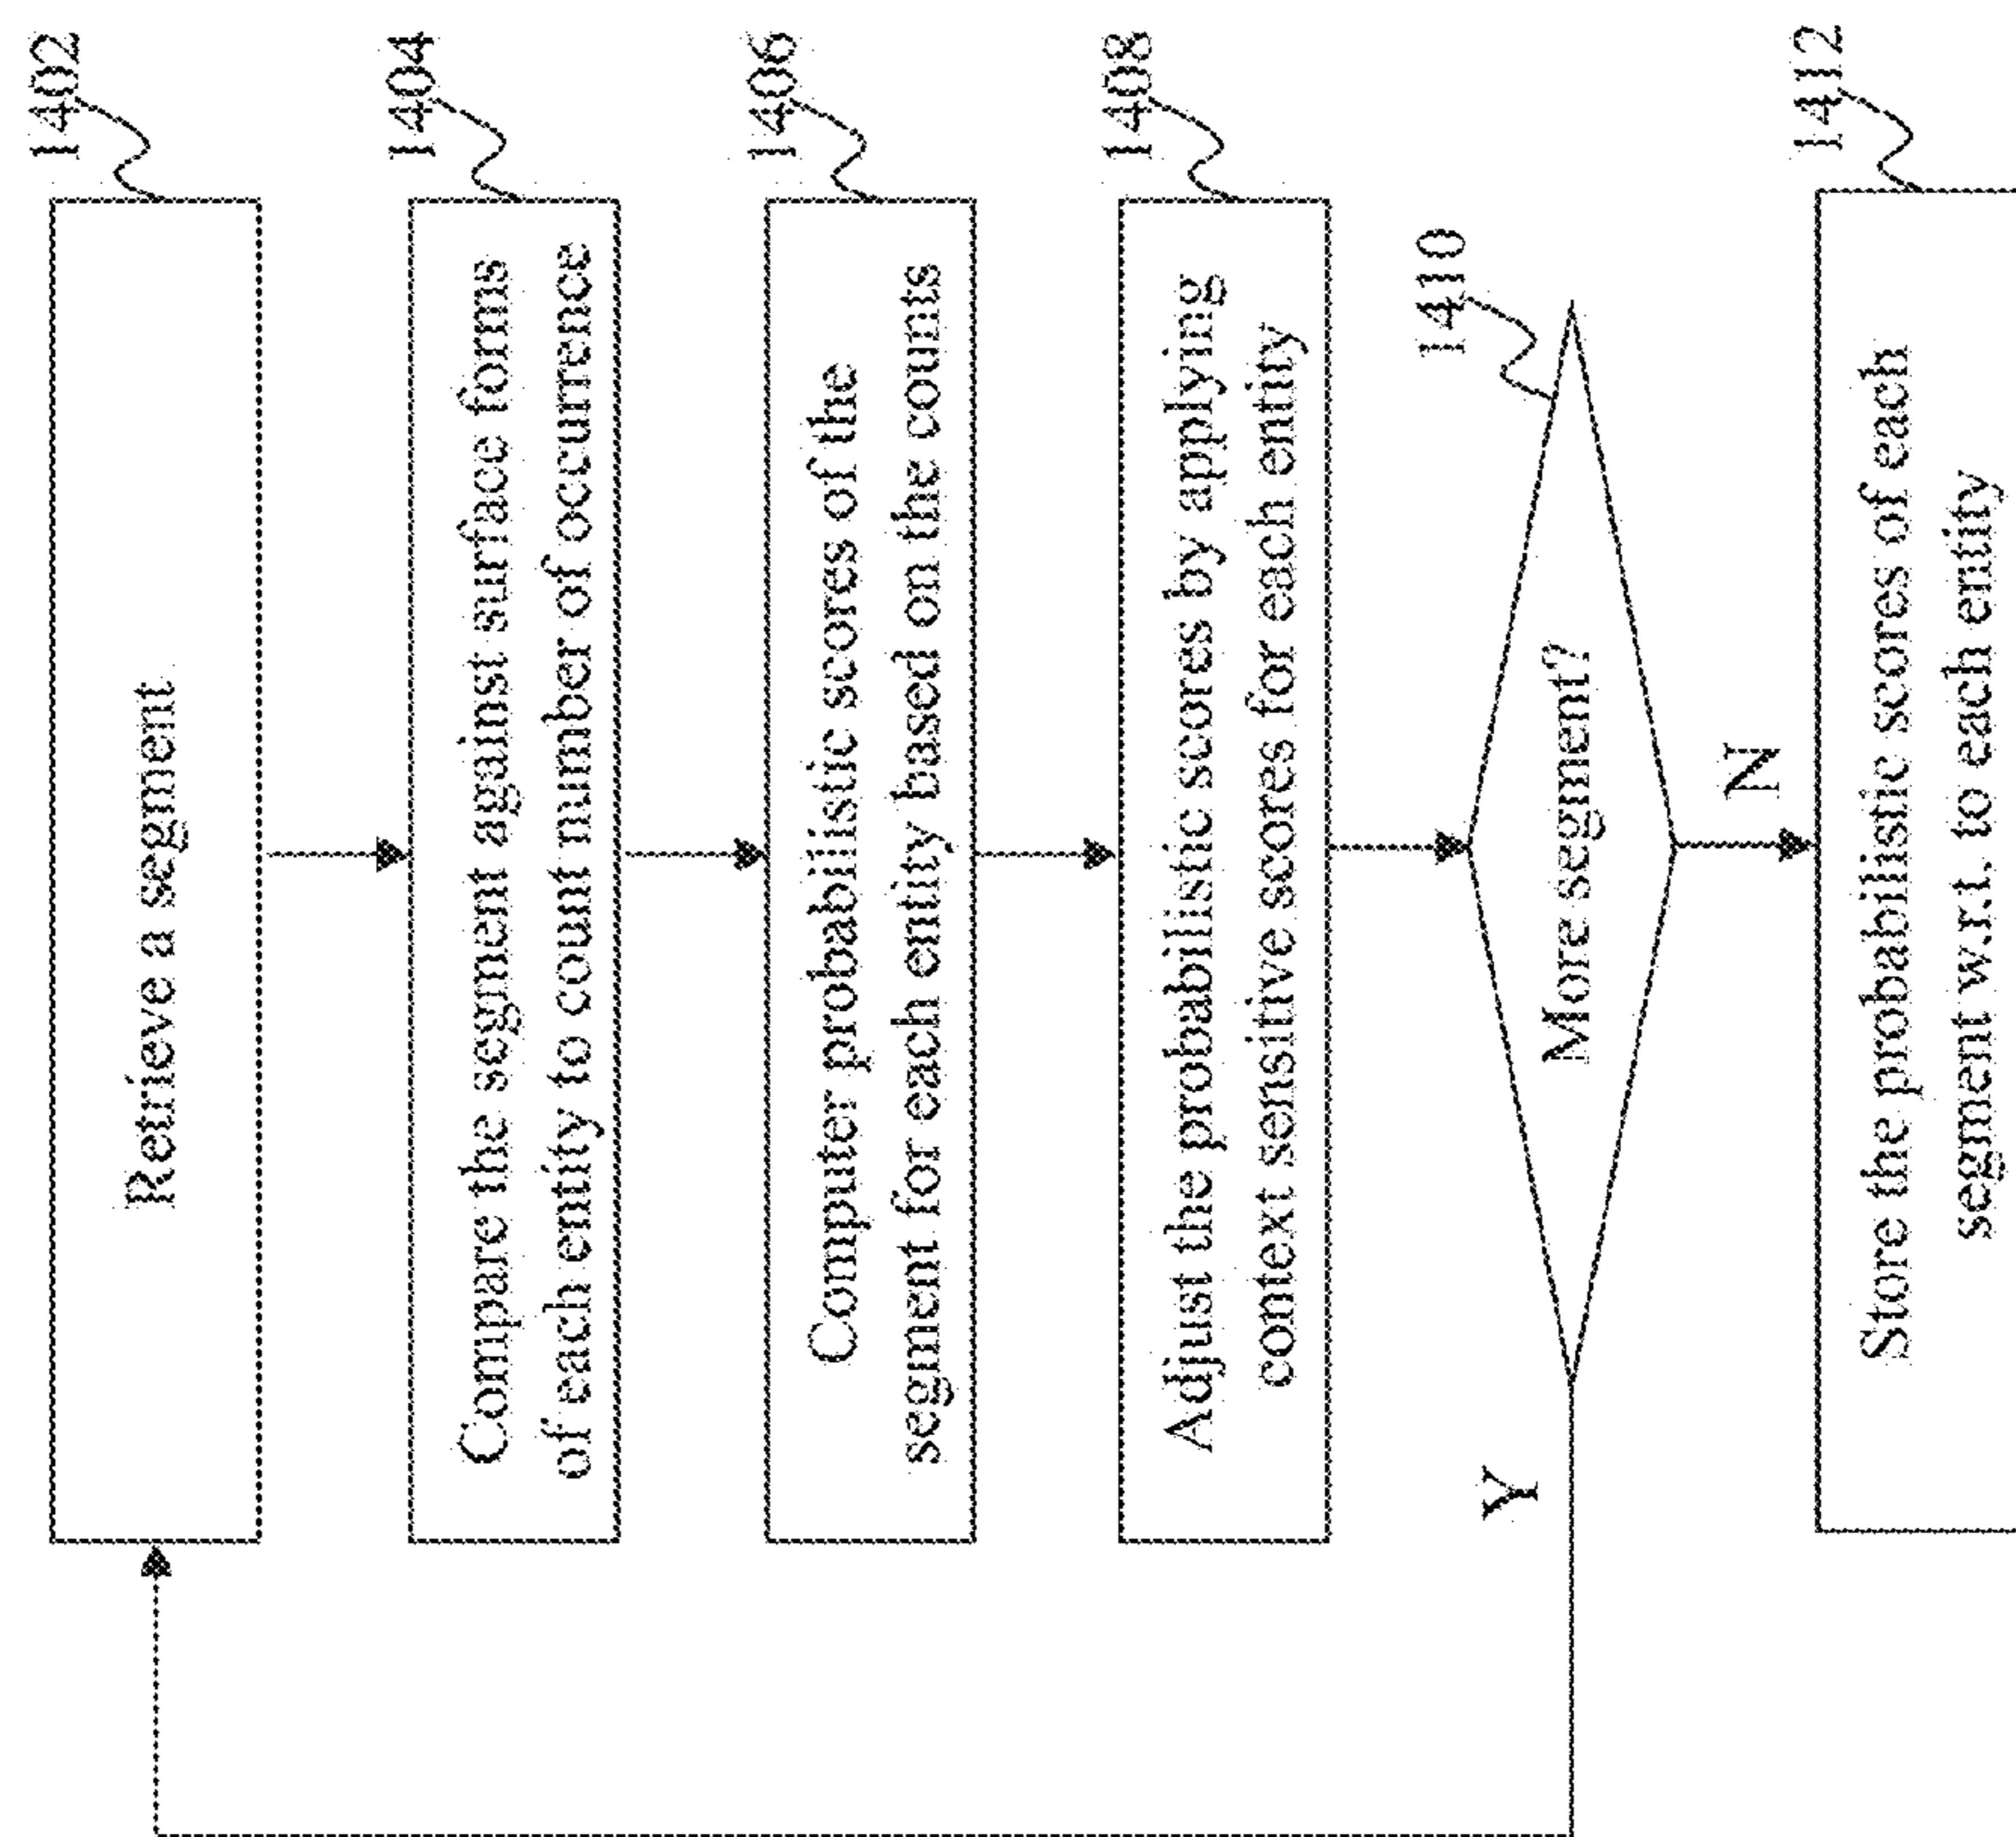 1402
Retrieve a segment
1404
Compare the segment against surface forms
of each entity to count number of occurrence
1406
Computer probabilistic scores of the
segment for each entity based on the counts
1408
Adjust the probabilistic scores by applying
context sensitive scores for each entity
1410
More segment?
Y
N
1412
Store the probabilistic scores of each
segment w.r.t. to each entity